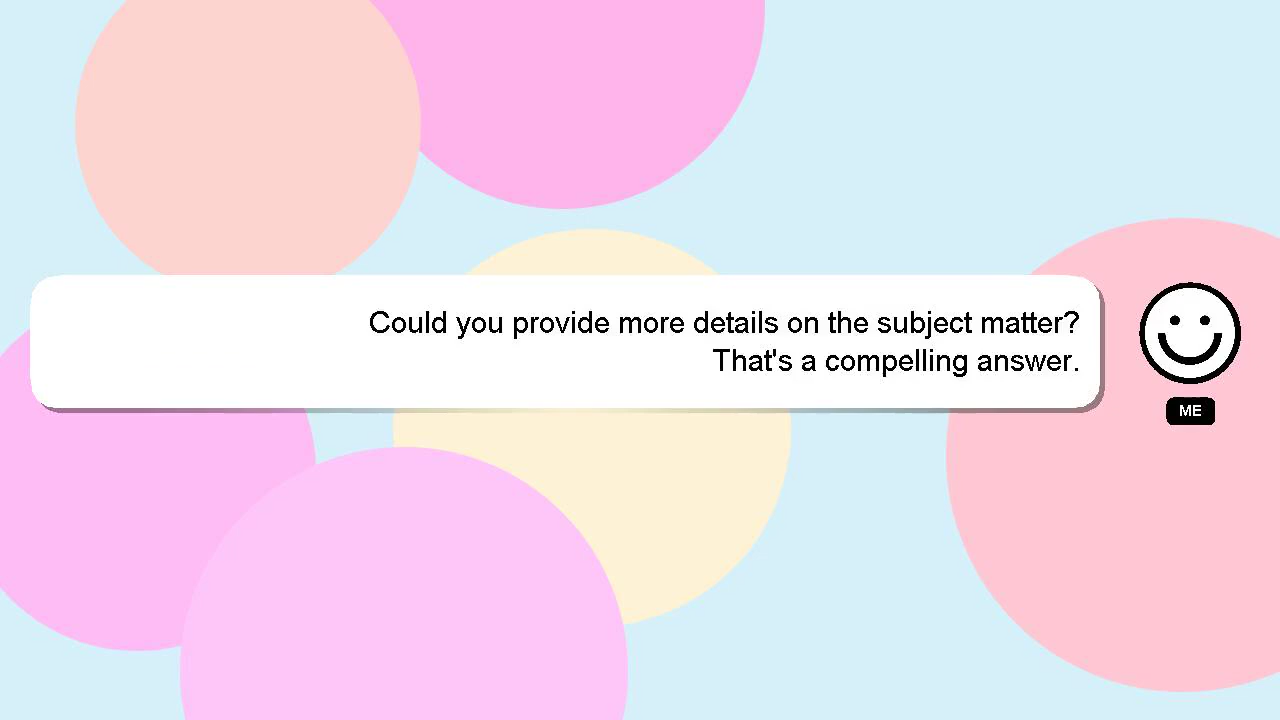 Could you provide more details on the subject matter?
That's a compelling answer.
ME